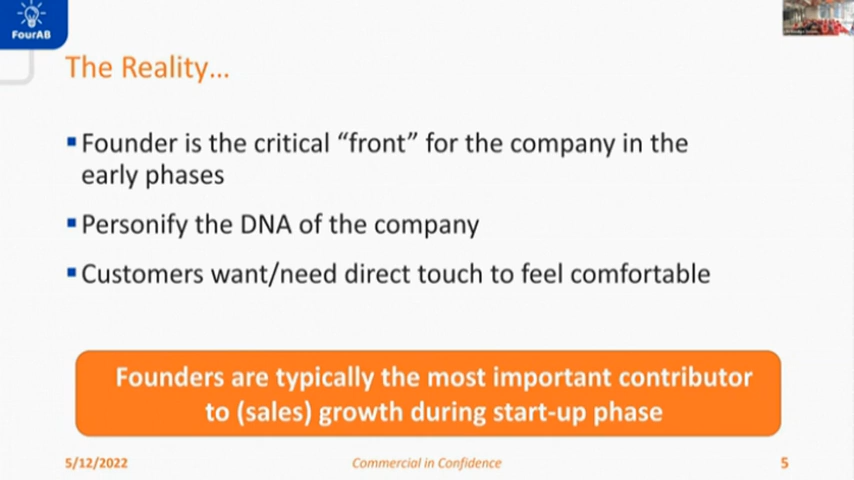 FourAB
The Reality...
Founder is the critical “front” for the company in the
early phases
Personify the DNA of the company
Customers want/need direct touch to feel comfortable
Founders are typically the most important contributor
to (sales) growth during start-up phase
5/12/2022
Commercial in Confidence
5